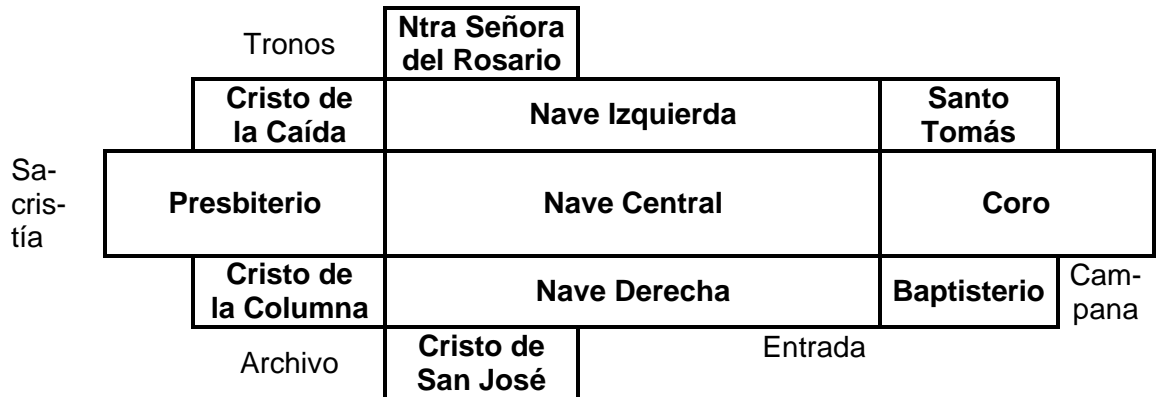 Tronos
Ntra Señora
del Rosario
Cristo de
la Caída
Nave Izquierda
Santo
Tomás
Sa-
cris-
tía
Presbiterio
Nave Central
Coro
Cristo de
la Columna
Nave Derecha
Baptisterio
Cam-
pana
Archivo
Cristo de
San José
Entrada